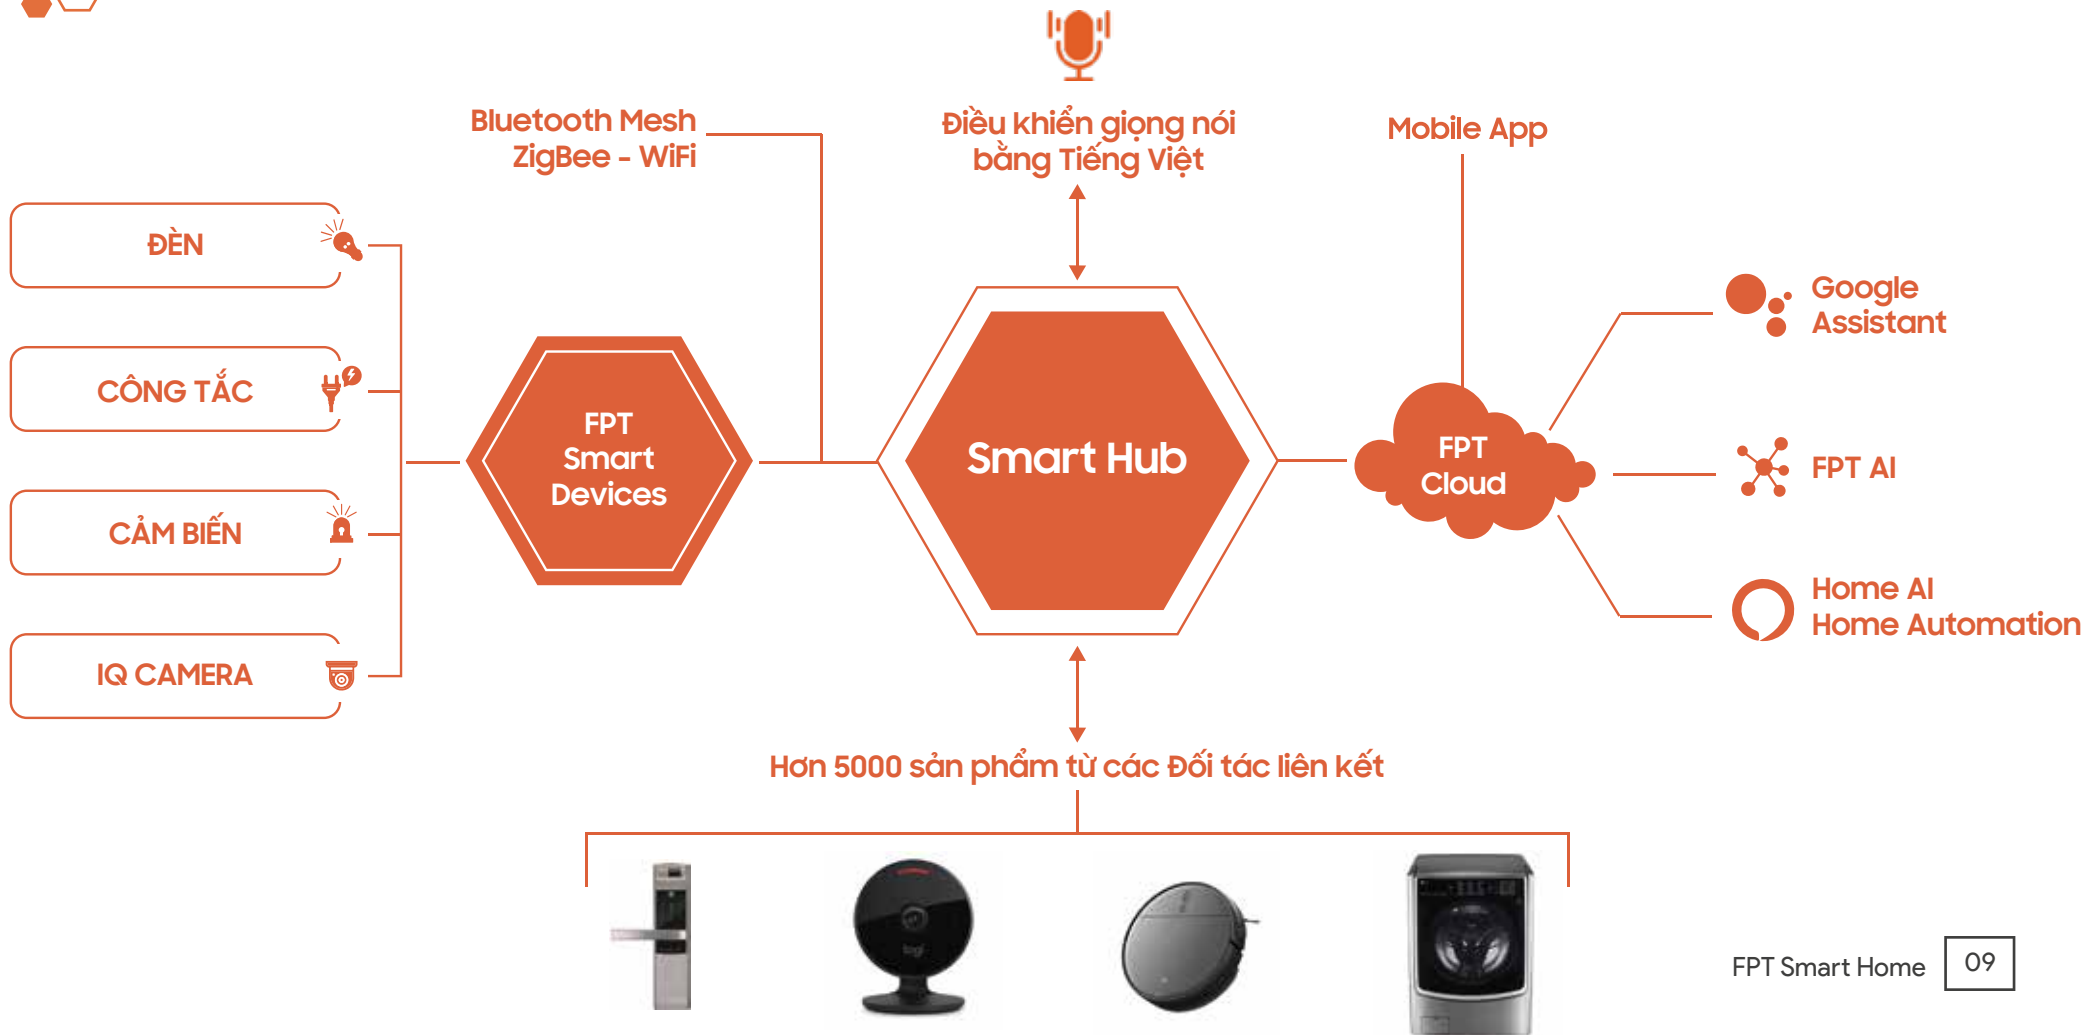 Bluetooth Mesh
ZigBee - WiFi
Điều khiển giọng nói
bằng Tiếng Việt
Mobile App
ĐÈN
CÔNG TẮC
CẢM BIẾN
IQ CAMERA
FPT
Smart
Devices
Smart Hub
FPT
Cloud
Google
Assistant
FPT AI
Home AI
Home Automation
Hơn 5000 sản phẩm từ các Đối tác liên kết
logi
FPT Smart Home
09